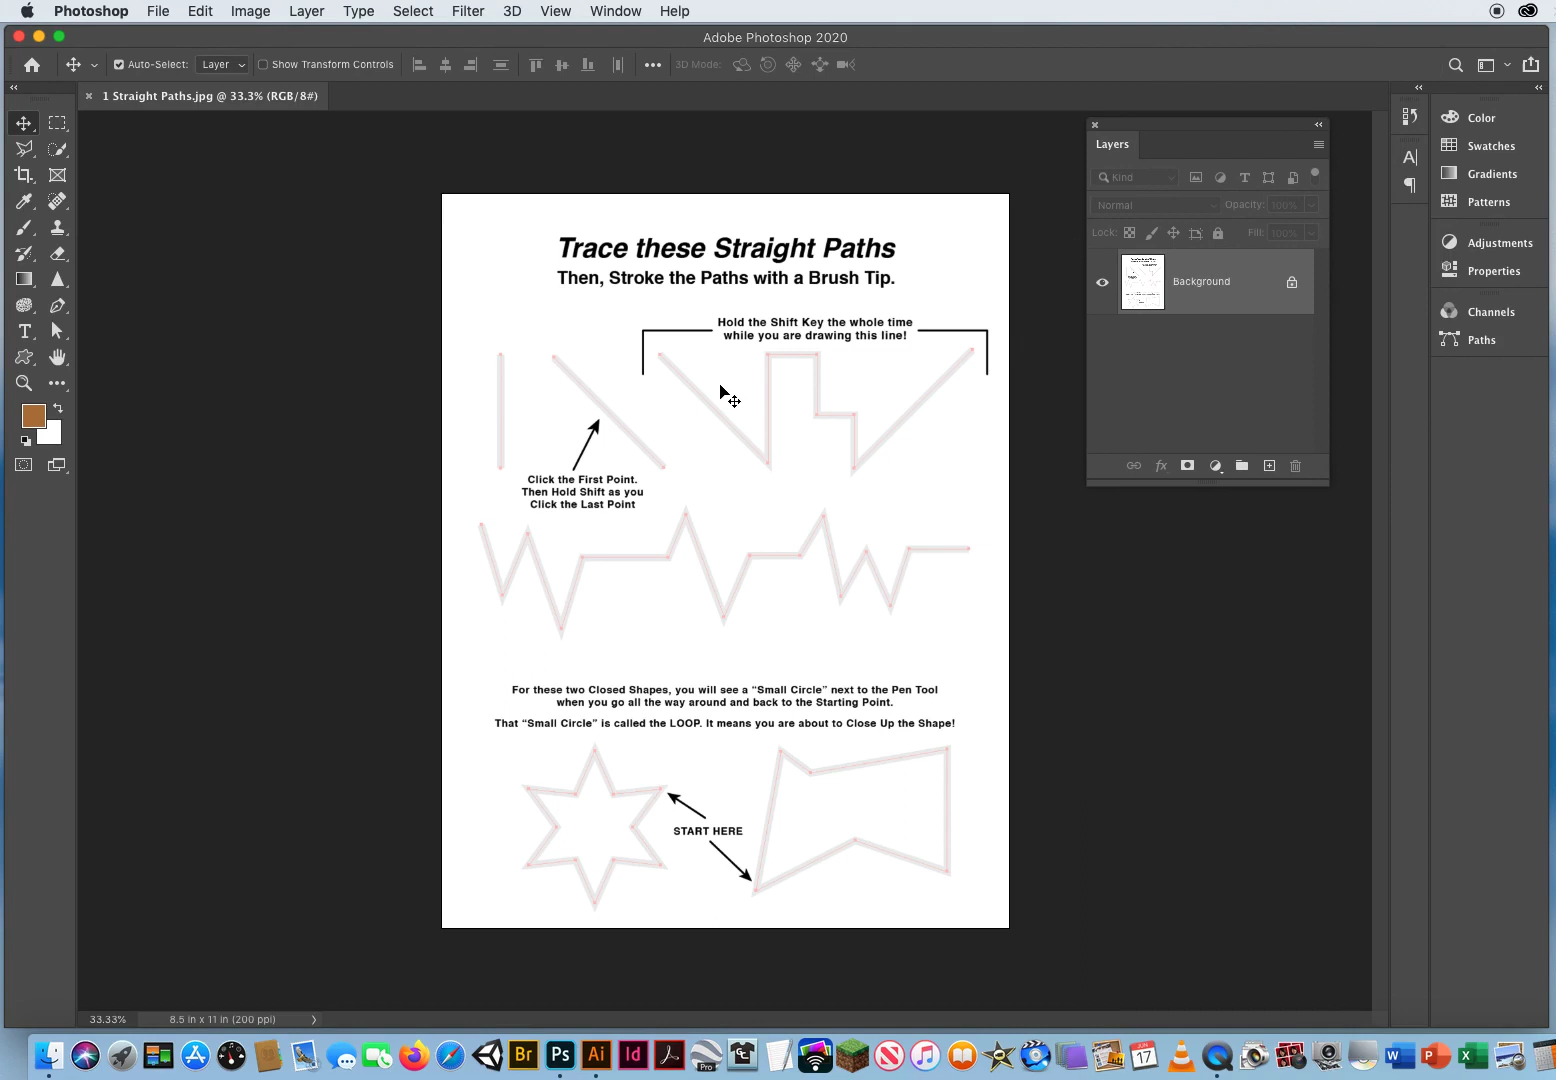 Photoshop File Edit Image Layer Type Select Filter 3D View Window Help
Adobe Photoshop 2020
Auto-Select: Layer Show Transform Controls 3D Mode:
1 Straight Paths.jpg @ 33.3% (RGB/8#)
Layers
Kind
Normal Opacity: 100%
Lock: Fill: 100%
Background
Color
Swatches
Gradients
Patterns
Adjustments
Properties
Channels
Paths
Trace these Straight Paths
Then, Stroke the Paths with a Brush Tip.
Hold the Shift Key the whole time
while you are drawing this line!
Click the First Point.
Then Hold Shift as you
Click the Last Point
For these two Closed Shapes, you will see a “Small Circle” next to the Pen Tool
when you go all the way around and back to the Starting Point.
That “Small Circle” is called the LOOP. It means you are about to Close Up the Shape!
START HERE
33.33% 8.5 in x 11 in (200 ppi)
Br Ps Ai Id Pro JUN 17 W P X